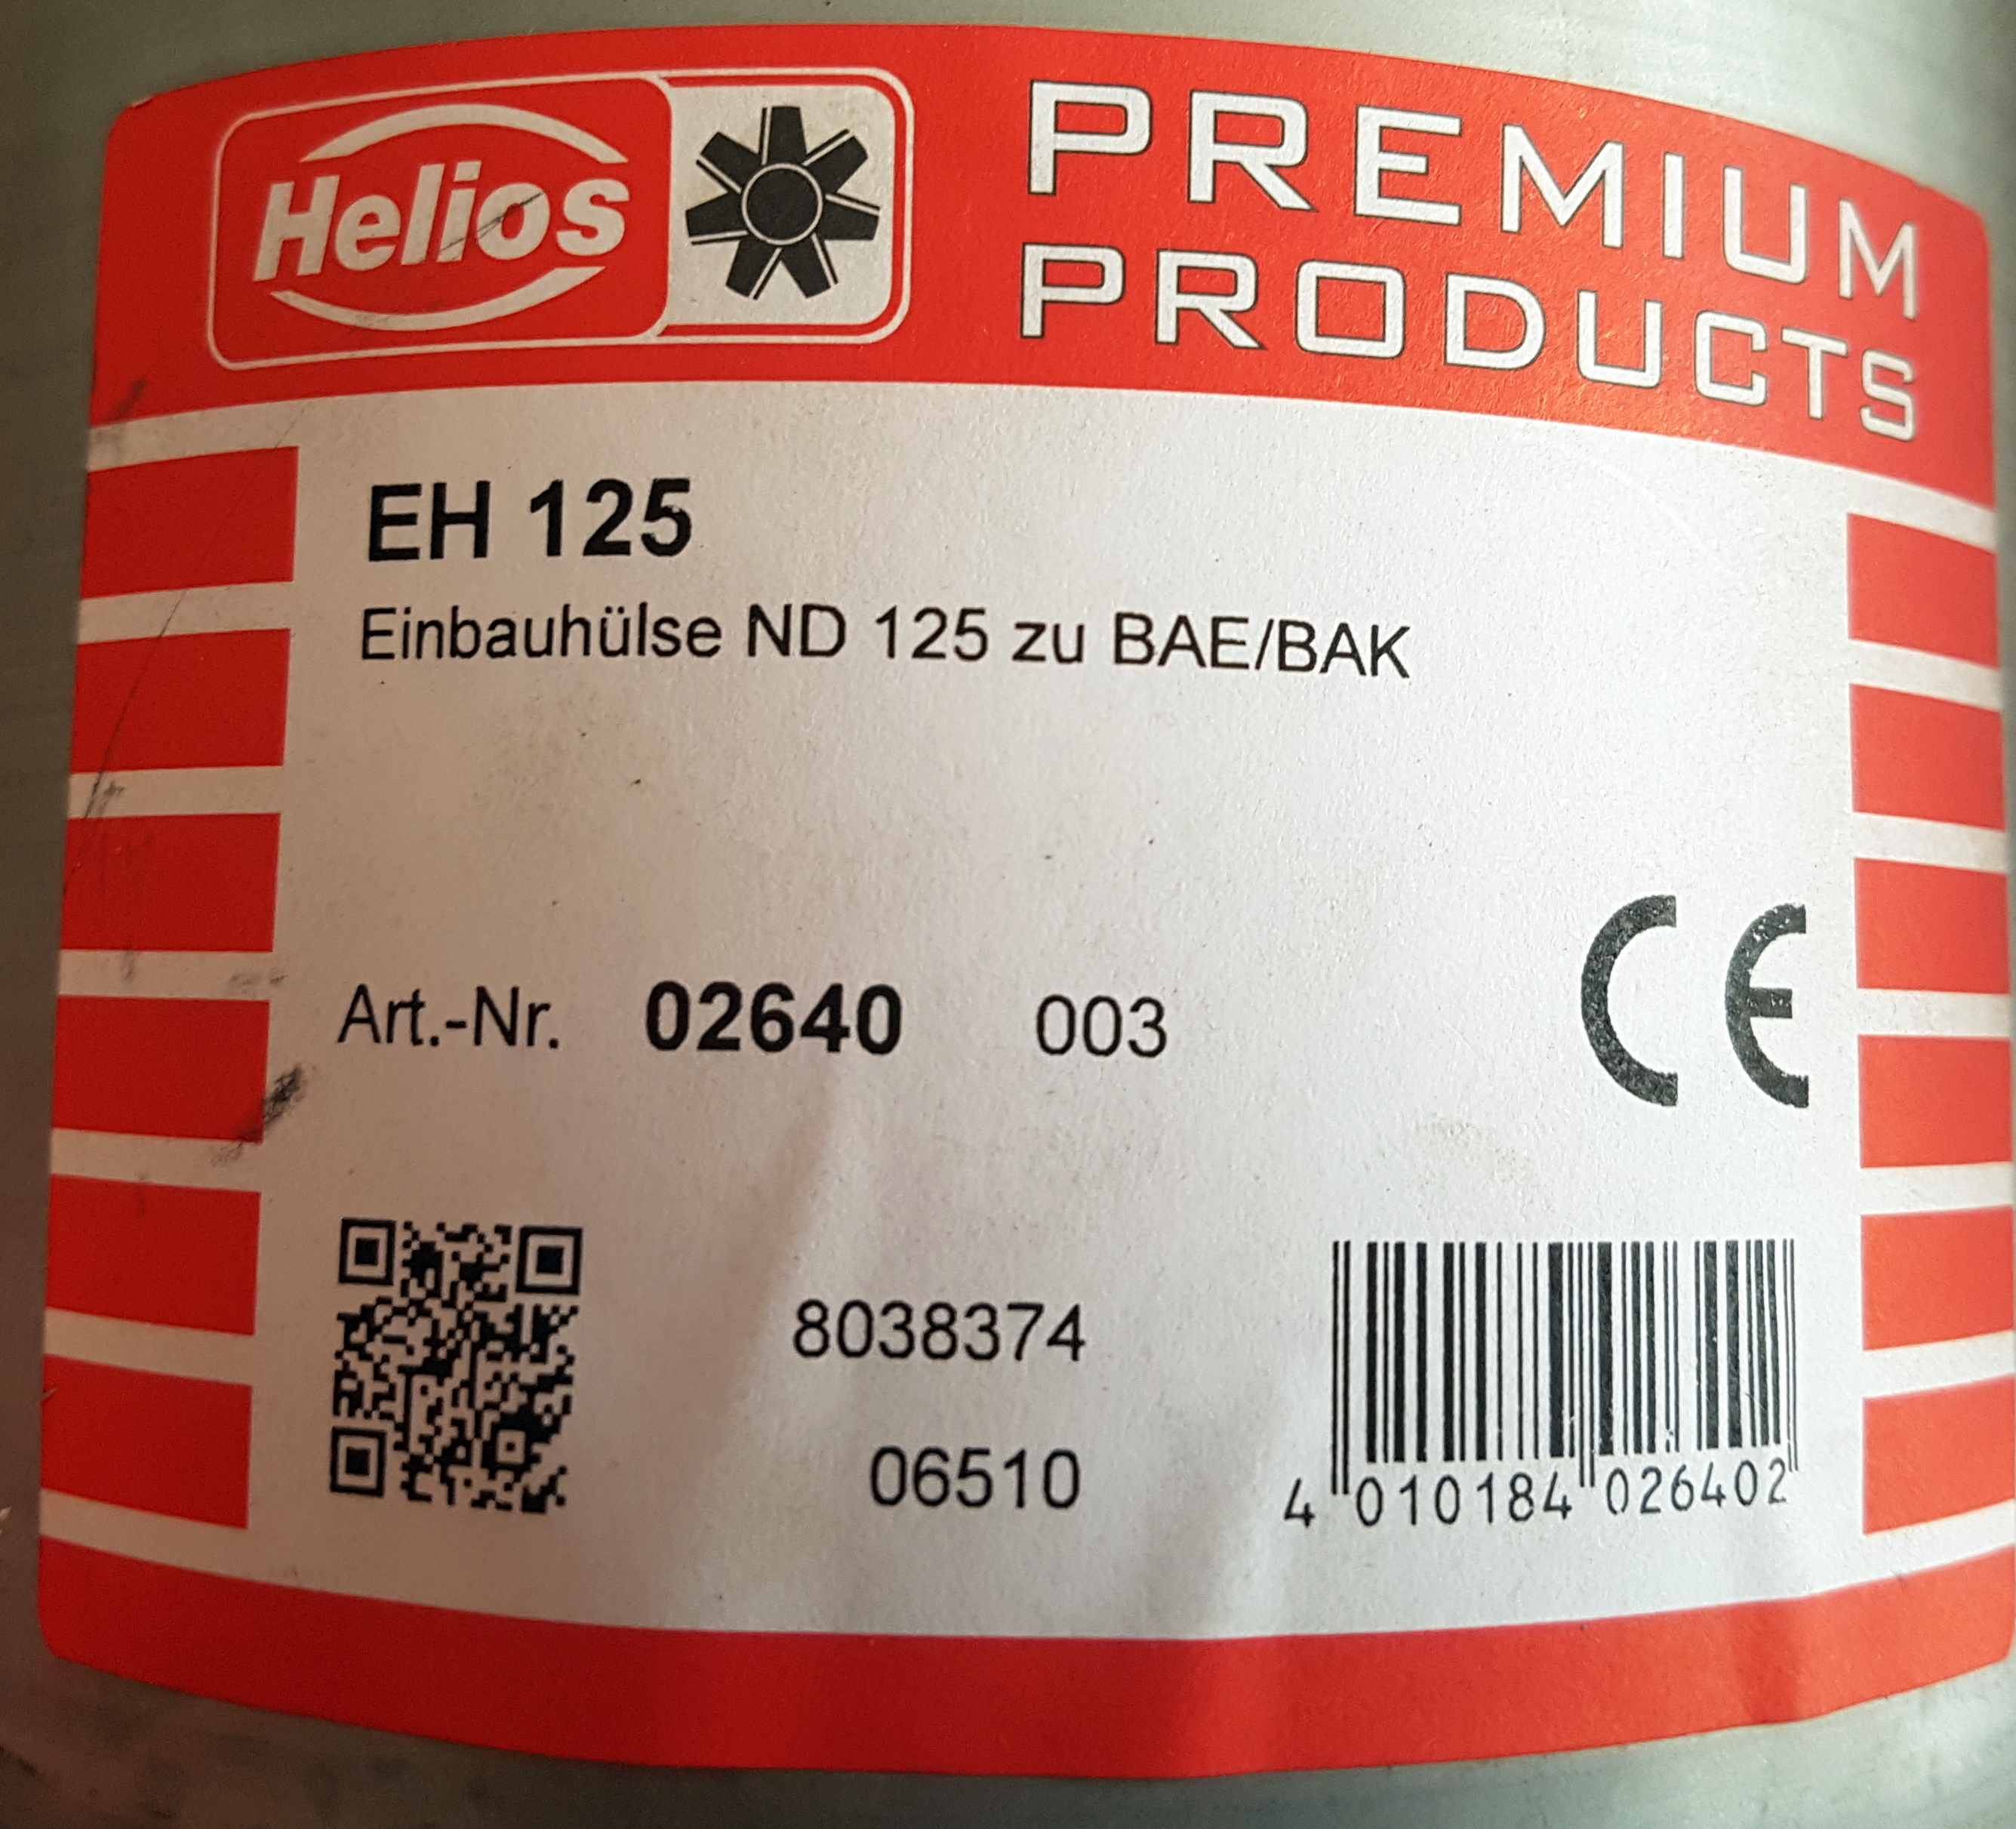 Helios
PREMIUM
PRODUCTS
EH 125
Einbauhülse ND 125 zu BAE/BAK
Art.-Nr. 02640 003
CE
8038374
06510
4 010184 026402